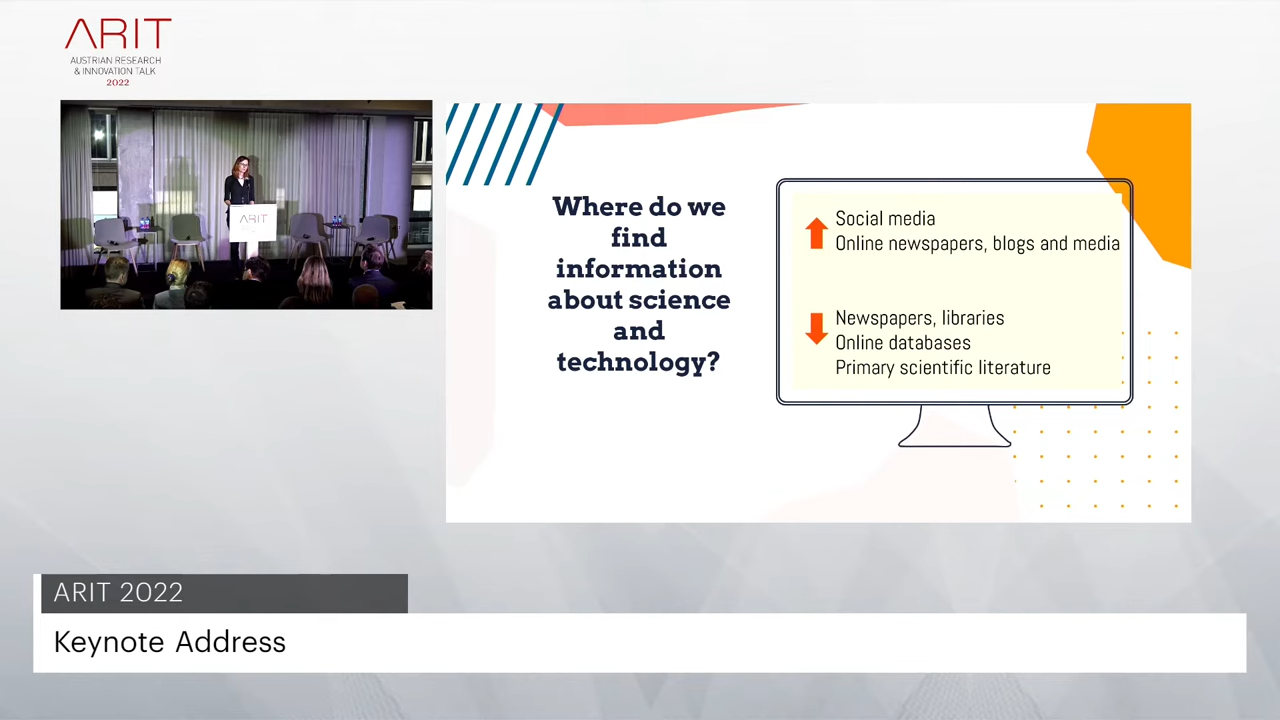 ARIT
AUSTRIAN RESEARCH
& INNOVATION TALK
2022
ARIT
Where do we
find
information
about science
and
technology?
Social media
Online newspapers, blogs and media
Newspapers, libraries
Online databases
Primary scientific literature
ARIT 2022
Keynote Address